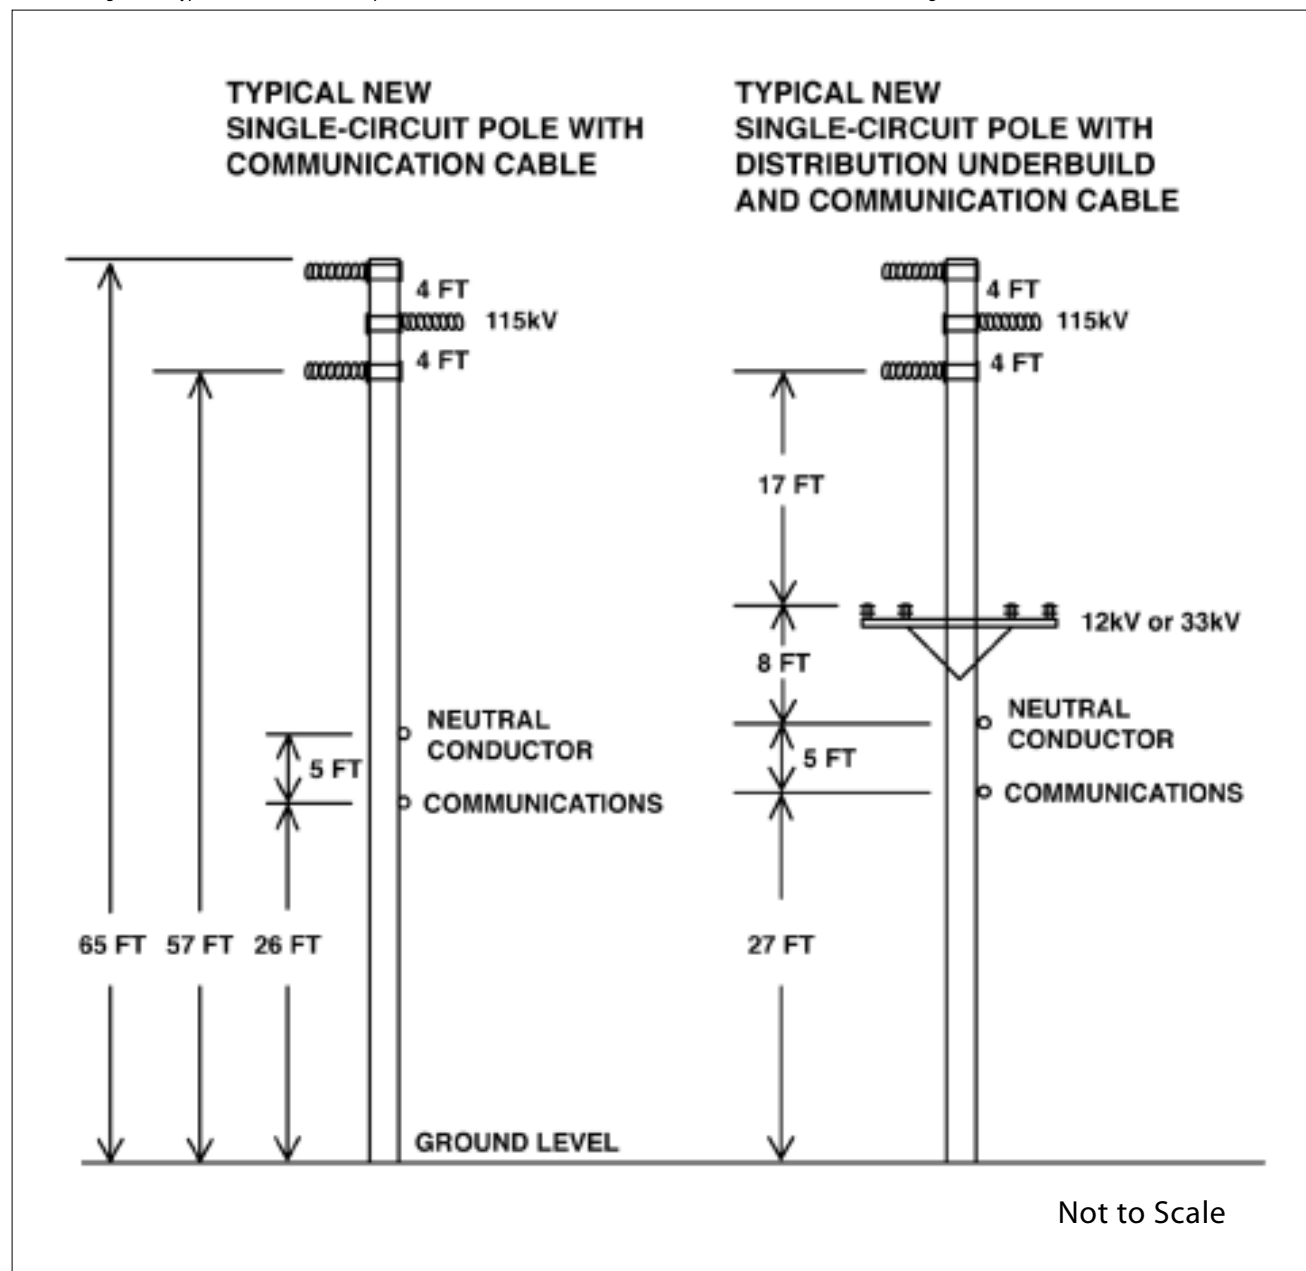 TYPICAL NEW
SINGLE-CIRCUIT POLE WITH
COMMUNICATION CABLE
TYPICAL NEW
SINGLE-CIRCUIT POLE WITH
DISTRIBUTION UNDERBUILD
AND COMMUNICATION CABLE
4 FT
115kV
4 FT
NEUTRAL
CONDUCTOR
5 FT
COMMUNICATIONS
65 FT
57 FT
26 FT
GROUND LEVEL
4 FT
115kV
4 FT
17 FT
12kV or 33kV
8 FT
NEUTRAL
CONDUCTOR
5 FT
COMMUNICATIONS
27 FT
Not to Scale